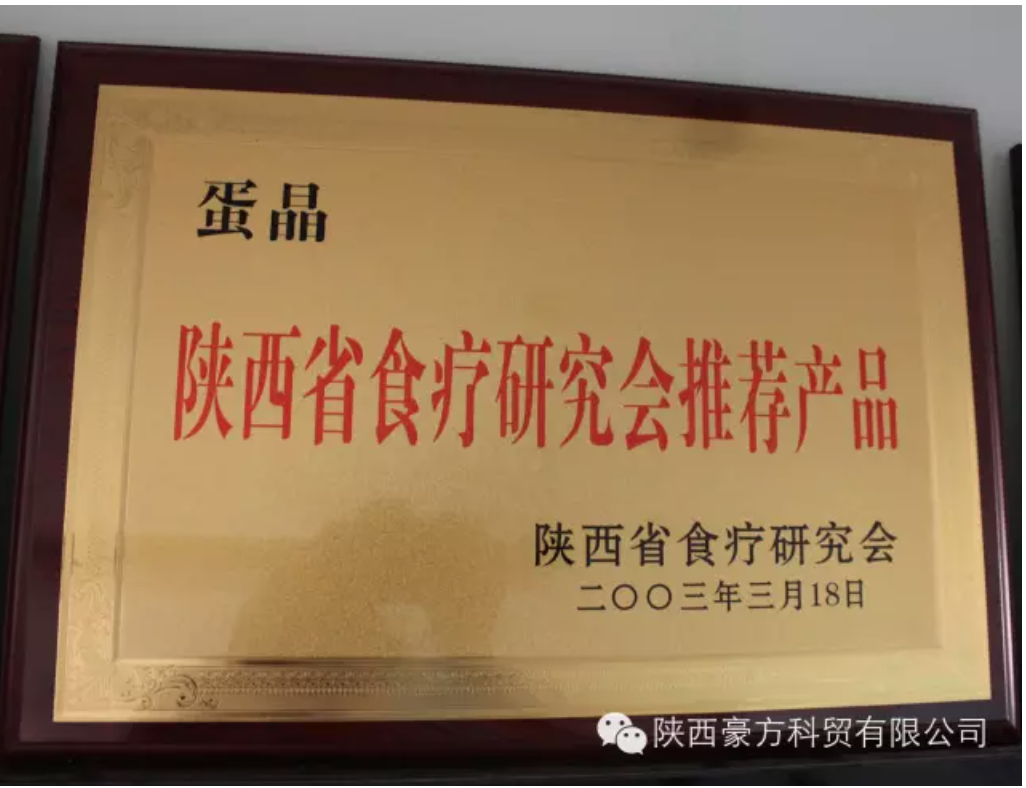 蛋晶
陕西省食疗研究会推荐产品
陕西省食疗研究会
二〇〇三年三月18日
陕西豪方科贸有限公司